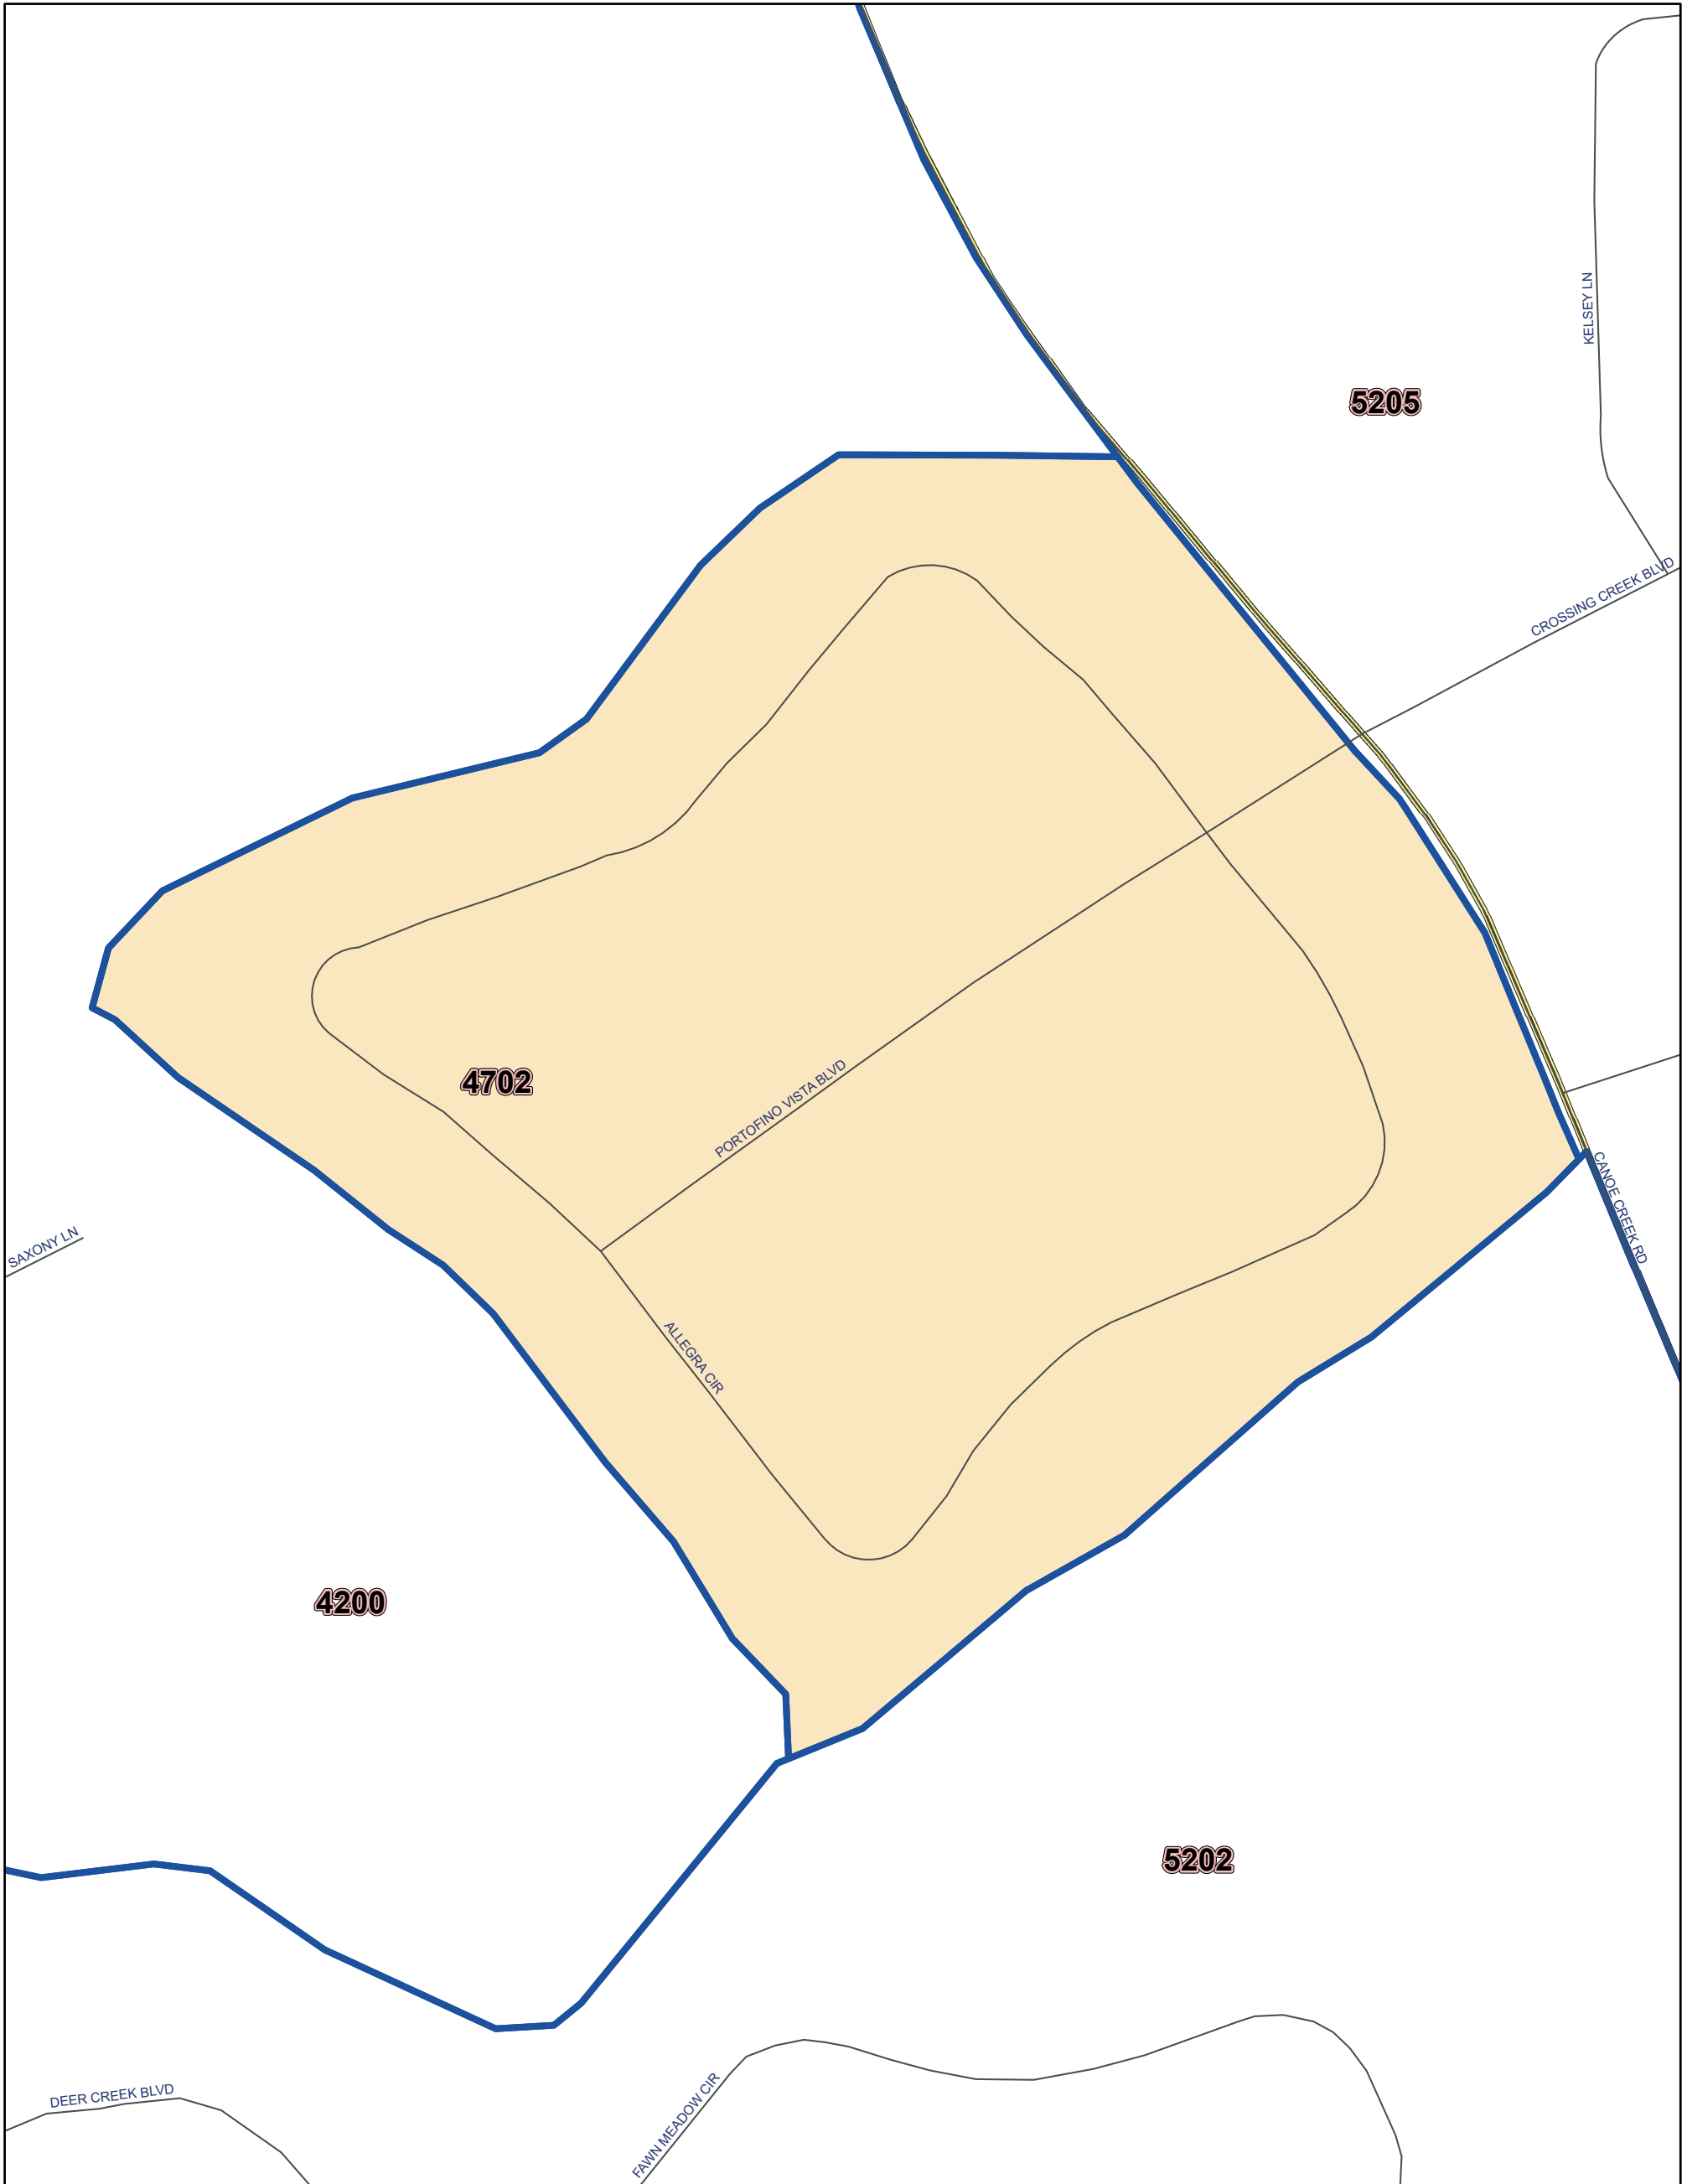 KELSEY LN
5205
CROSSING CREEK BLVD
4702
PORTOFINO VISTA BLVD
CANOE CREEK RD
SAXONY LN
ALLEGRA CIR
4200
5202
DEER CREEK BLVD
FAWN MEADOW CIR